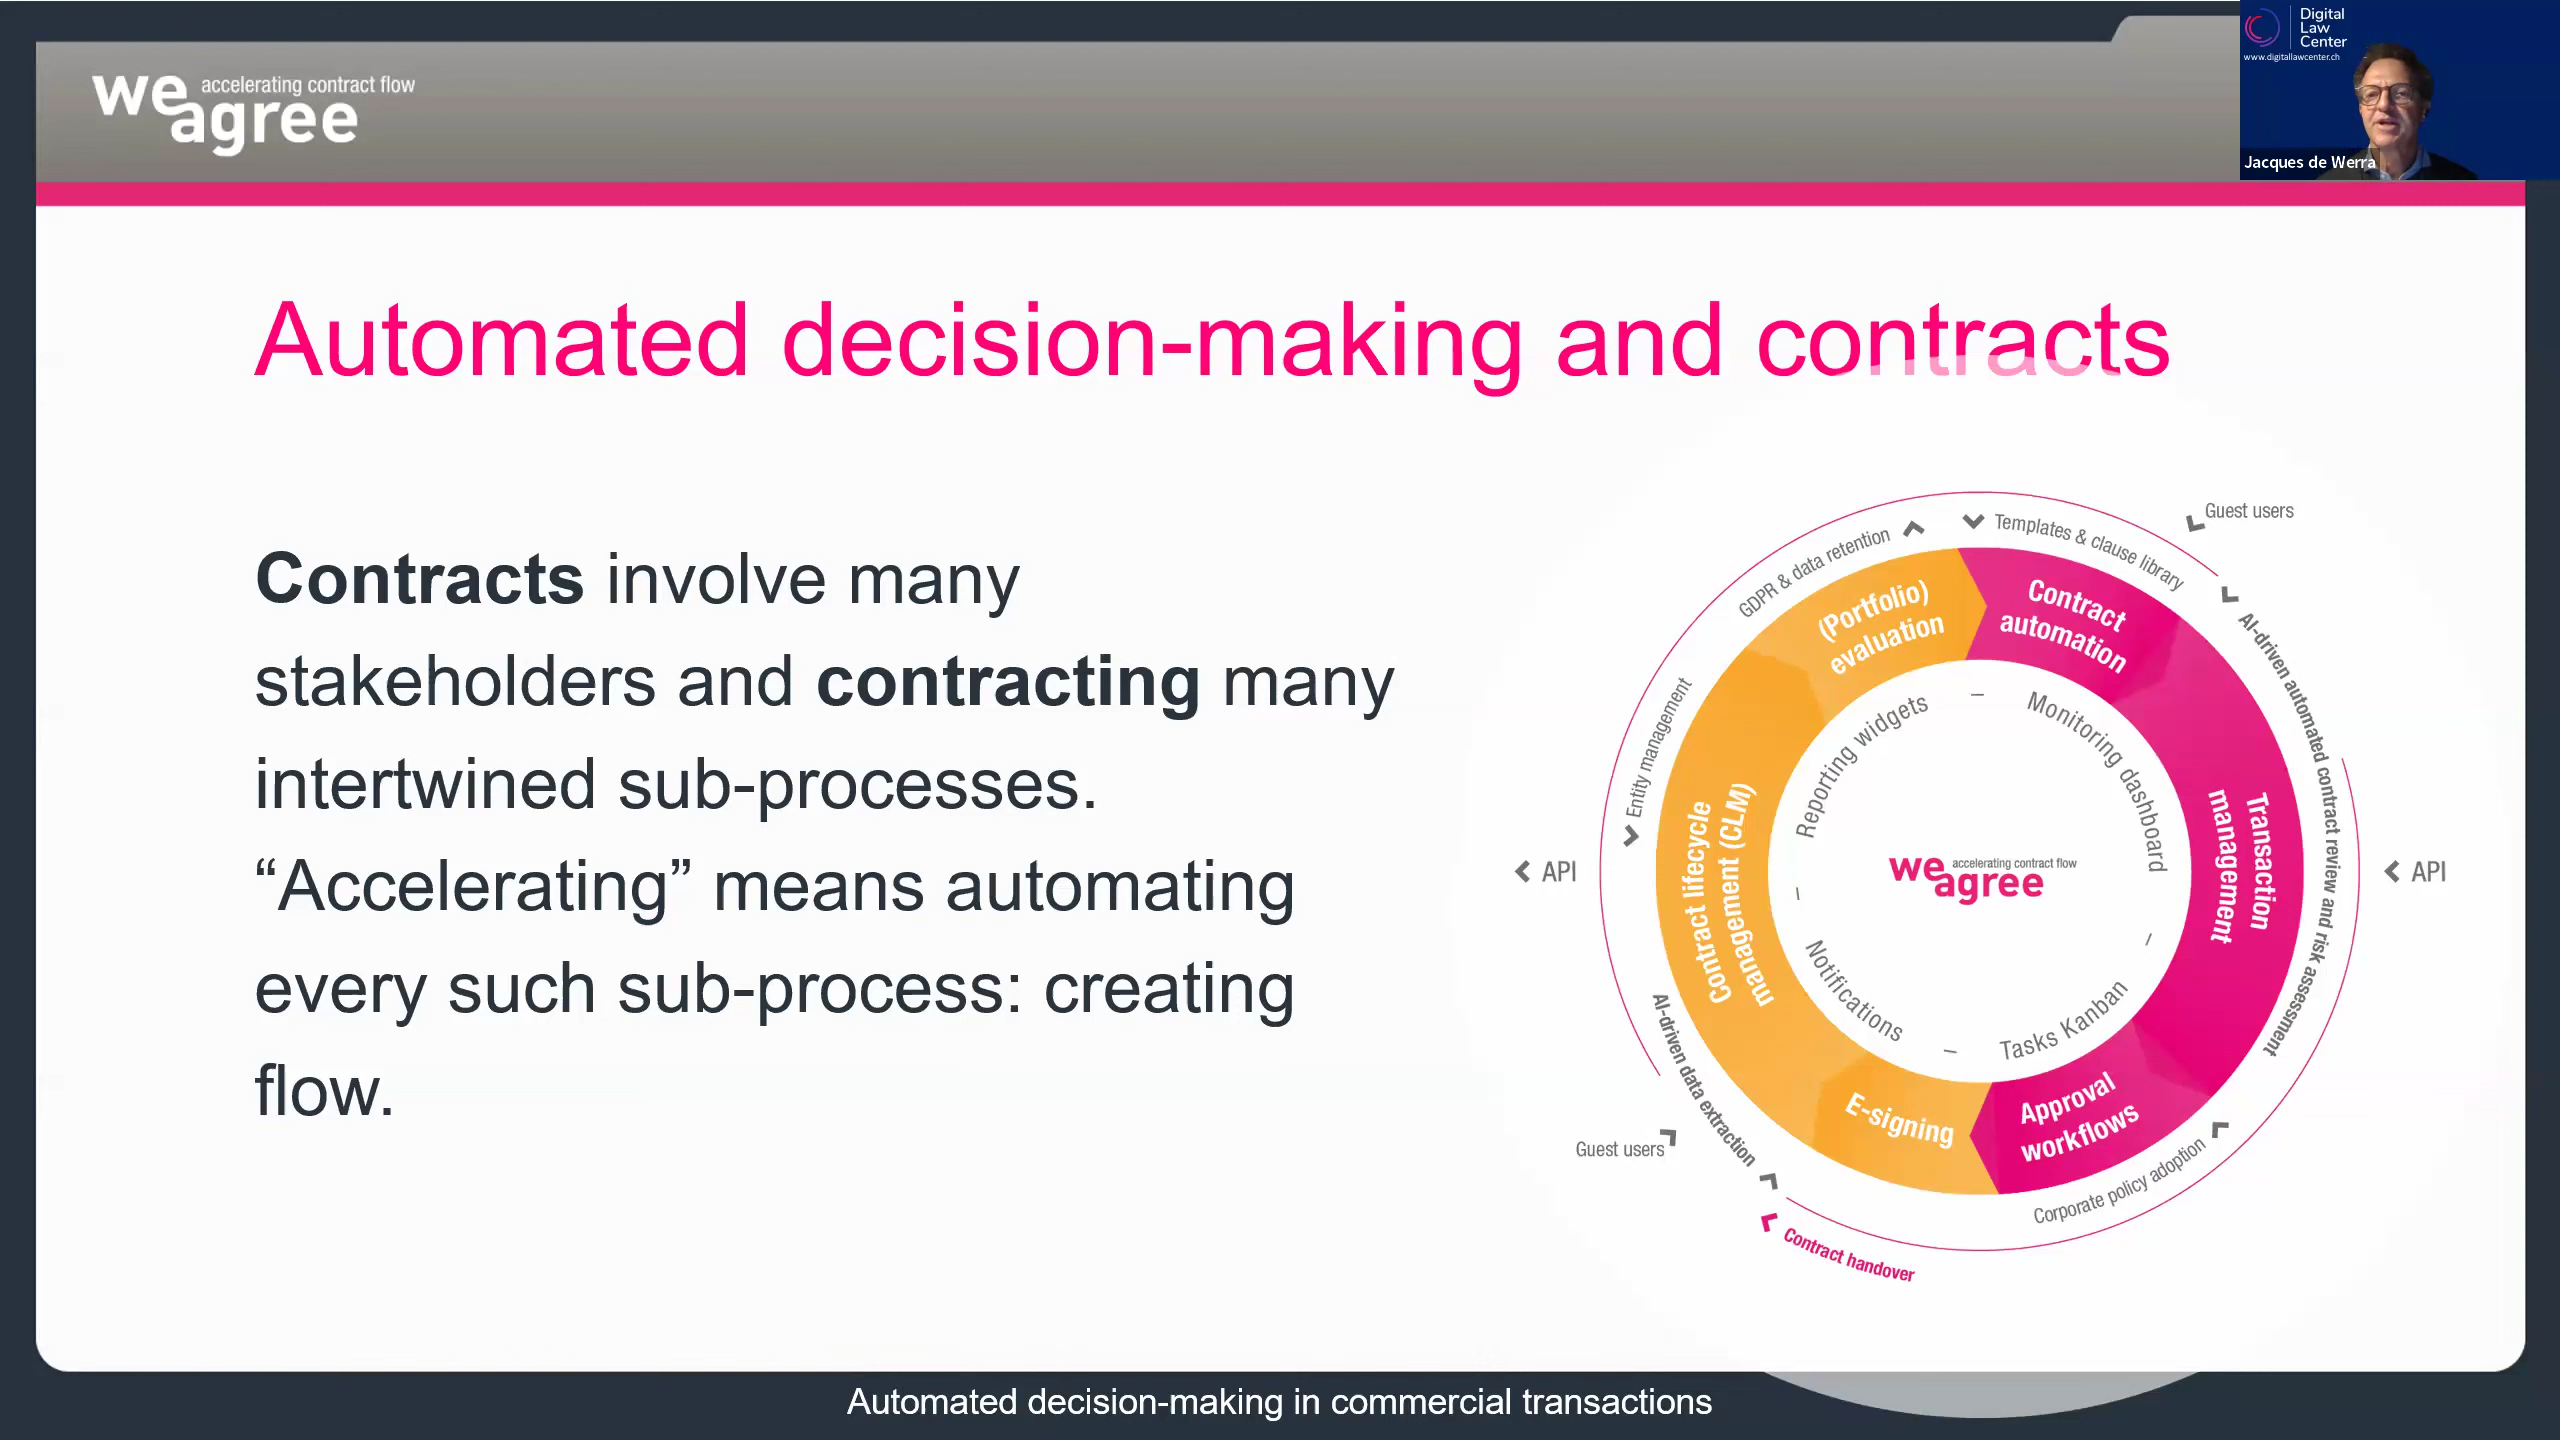 we accelerating contract flow
agree
Digital
Law
Center
www.digitallawcenter.ch
Jacques de Werra
Automated decision-making and contracts
Contracts involve many
stakeholders and contracting many
intertwined sub-processes.
“Accelerating” means automating
every such sub-process: creating
flow.
Guest users
Templates & clause library
GDPR & data retention
Contract
automation
(Portfolio)
evaluation
AI-driven automated contract review and risk assessment
Entity management
Reporting widgets – Monitoring dashboard –
Transaction
management
Contract lifecycle
management (CLM)
API
API
we accelerating contract flow
agree
Notifications – Tasks Kanban –
AI-driven data extraction
E-signing
Approval
workflows
Guest users
Corporate policy adoption
Contract handover
Automated decision-making in commercial transactions